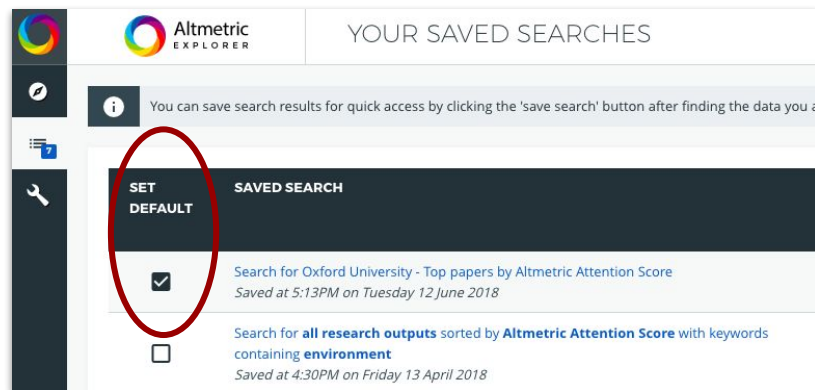 Altmetric
EXPLORER
YOUR SAVED SEARCHES
i
You can save search results for quick access by clicking the 'save search' button after finding the data you a
7
SET
DEFAULT
SAVED SEARCH
Search for Oxford University - Top papers by Altmetric Attention Score
Saved at 5:13PM on Tuesday 12 June 2018
Search for all research outputs sorted by Altmetric Attention Score with keywords
containing environment
Saved at 4:30PM on Friday 13 April 2018